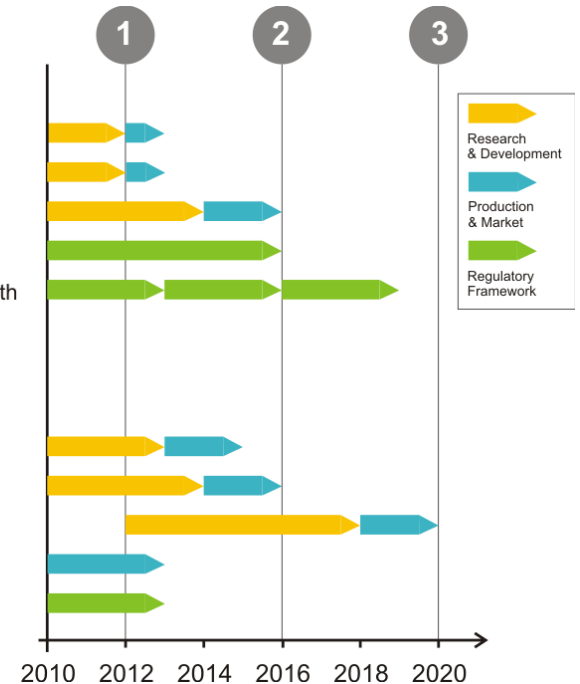 1 2 3
Research
& Development
Production
& Market
Regulatory
Framework
th
2010 2012 2014 2016 2018 2020